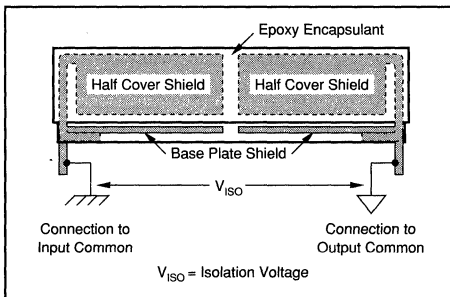 Epoxy Encapsulant
Half Cover Shield
Half Cover Shield
Base Plate Shield
VISO
Connection to
Input Common
Connection to
Output Common
VISO = Isolation Voltage